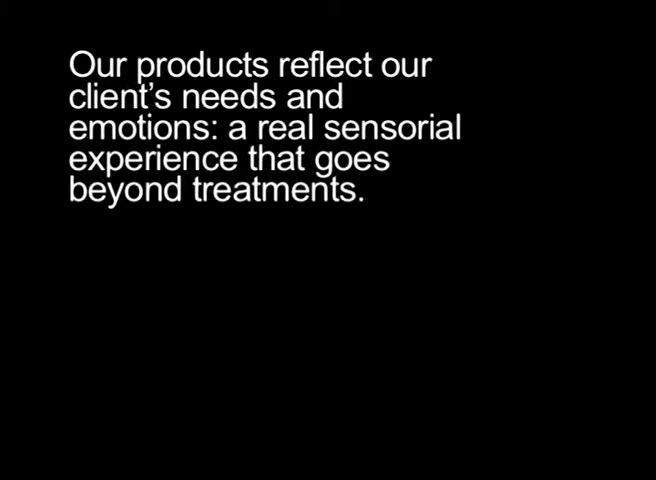 Our products reflect our
client’s needs and
emotions: a real sensorial
experience that goes
beyond treatments.